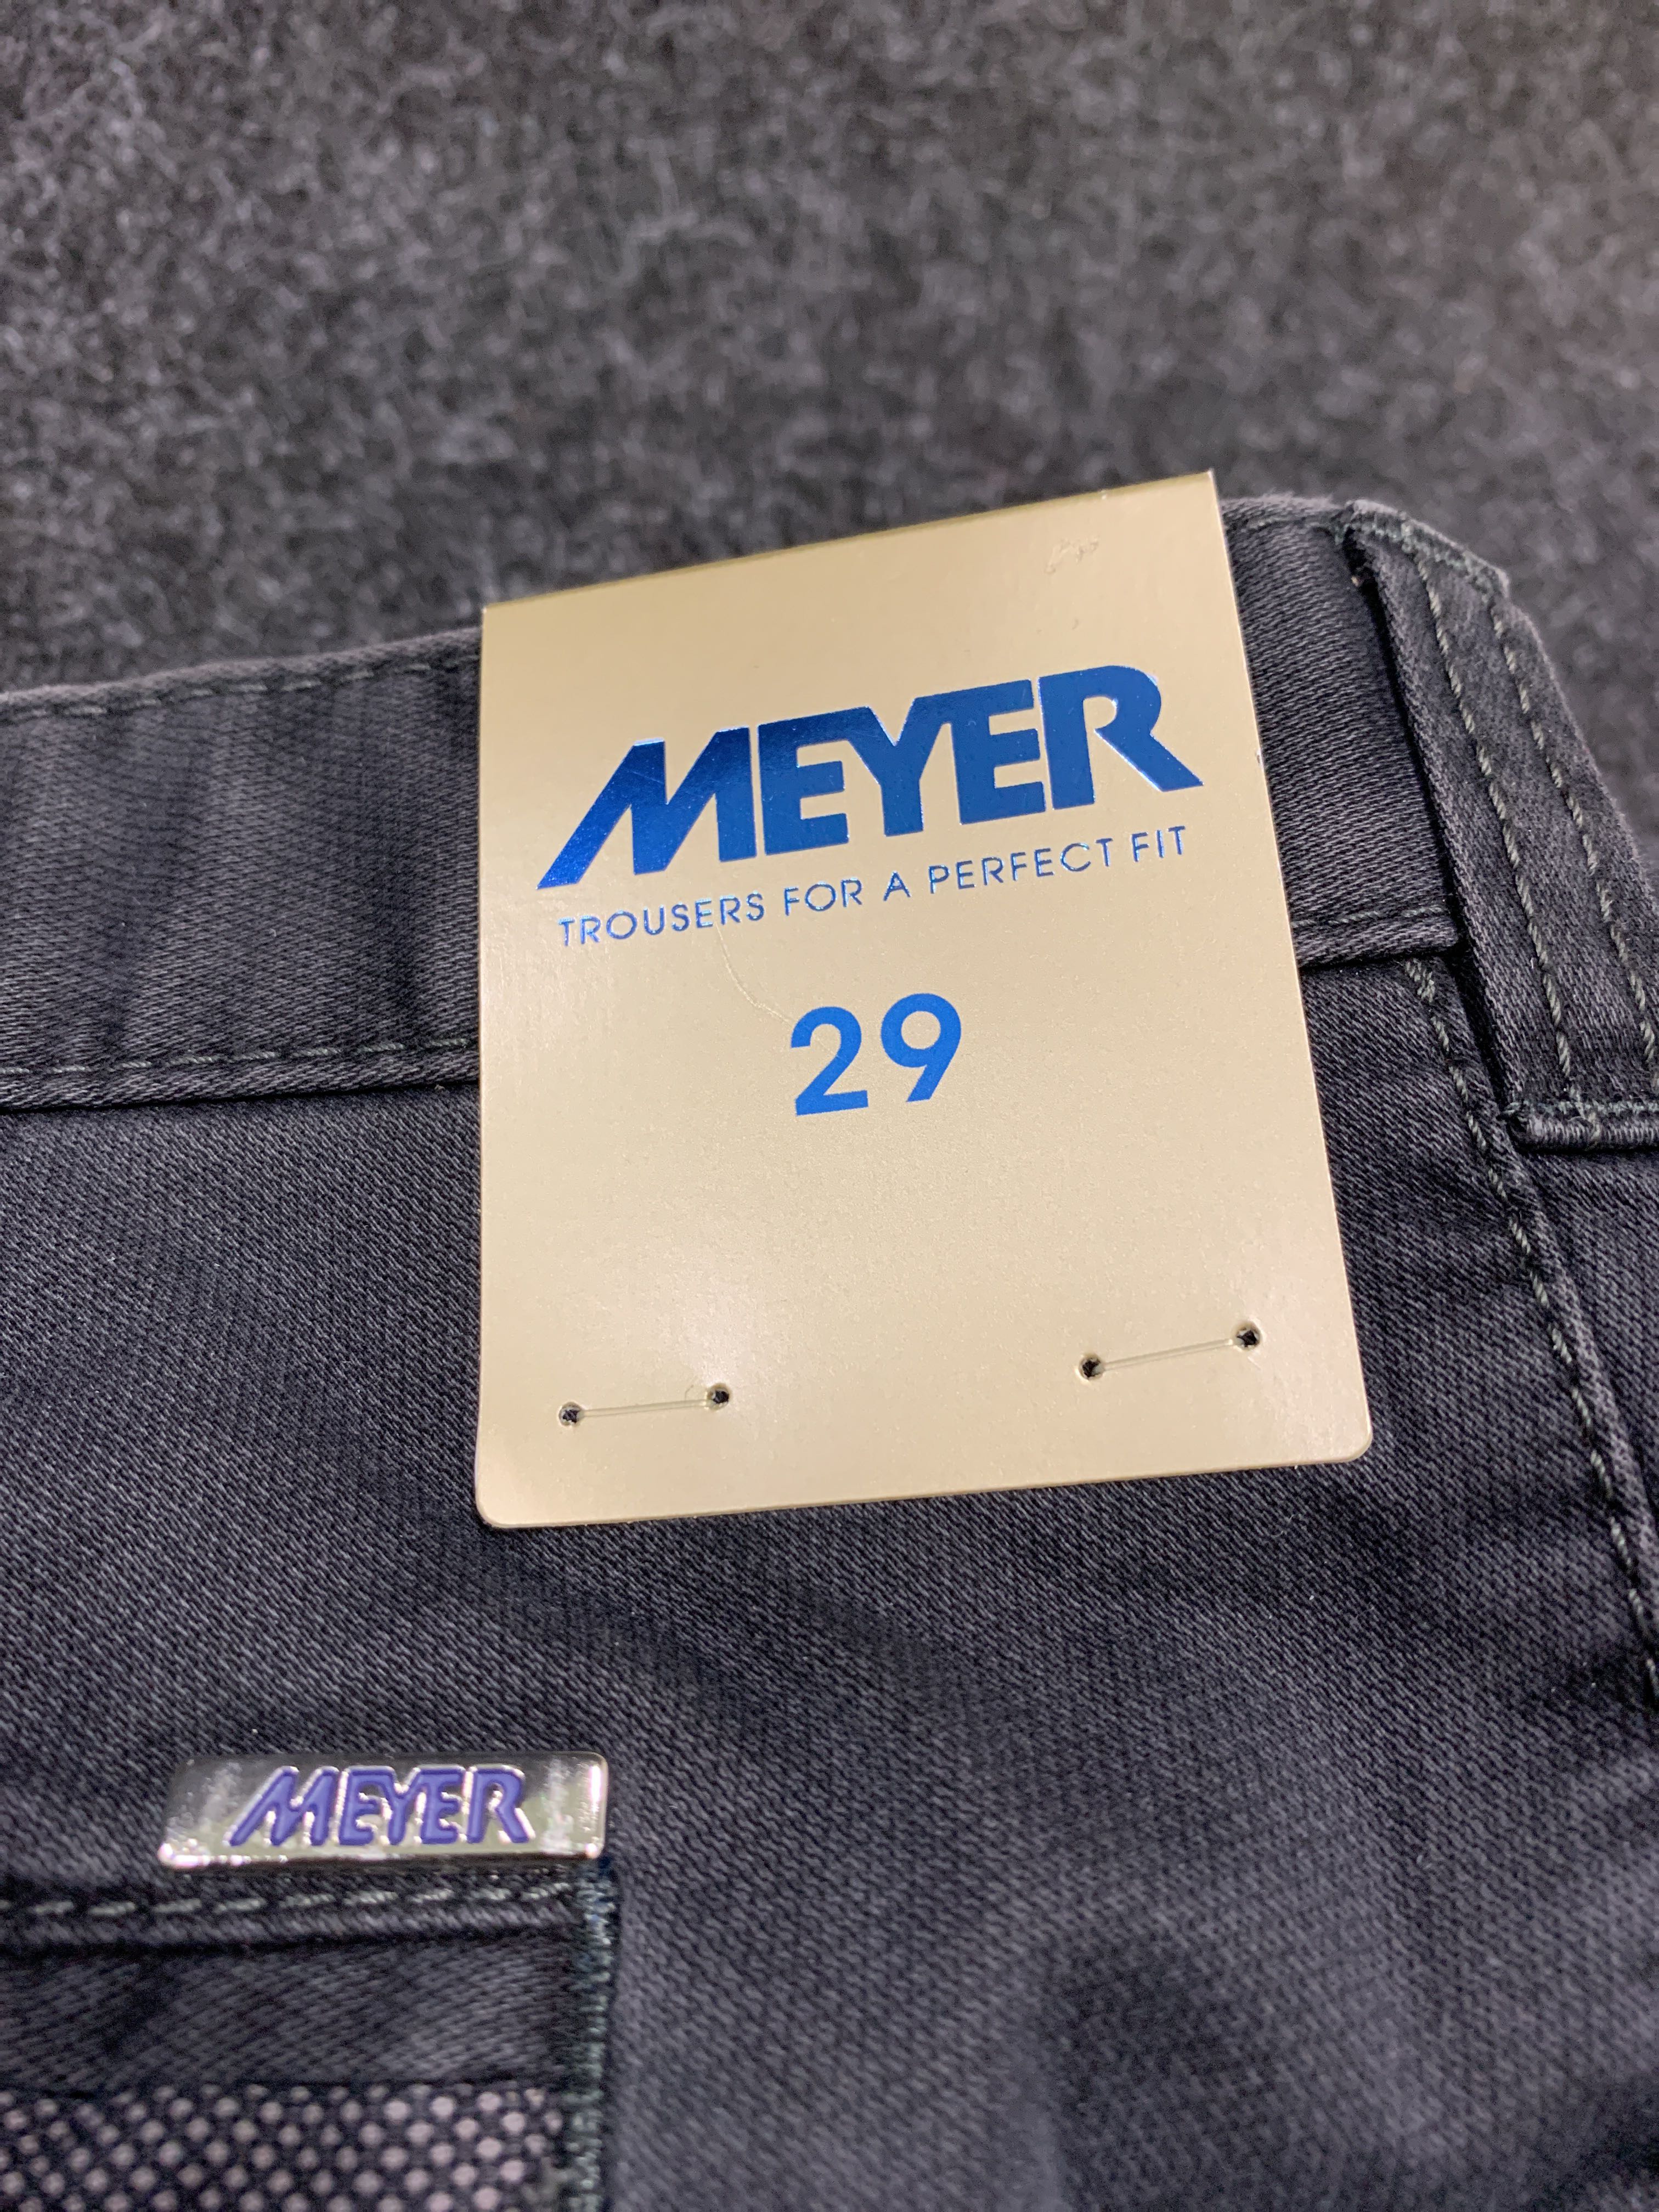 MEYER
TROUSERS FOR A PERFECT FIT
29
MEYER